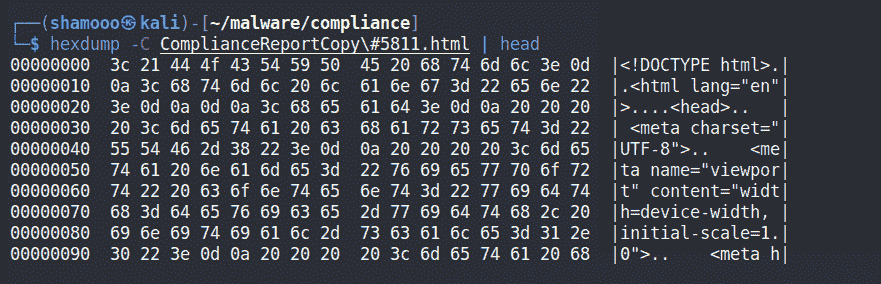 ┌──(shamooo㉿kali)-[~/malware/compliance]
└─$ hexdump -C ComplianceReportCopy\#5811.html | head
00000000  3c 21 44 4f 43 54 59 50  45 20 68 74 6d 6c 3e 0d  |<!DOCTYPE html>.|
00000010  0a 3c 68 74 6d 6c 20 6c  61 6e 67 3d 22 65 6e 22  |.<html lang="en"|
00000020  3e 0d 0a 0d 0a 3c 68 65  61 64 3e 0d 0a 20 20 20  |>....<head>..   |
00000030  20 3c 6d 65 74 61 20 63  68 61 72 73 65 74 3d 22  | <meta charset="|
00000040  55 54 46 2d 38 22 3e 0d  0a 20 20 20 20 3c 6d 65  |UTF-8">..    <me|
00000050  74 61 20 6e 61 6d 65 3d  22 76 69 65 77 70 6f 72  |ta name="viewpor|
00000060  74 22 20 63 6f 6e 74 65  6e 74 3d 22 77 69 64 74  |t" content="widt|
00000070  68 3d 64 65 76 69 63 65  2d 77 69 64 74 68 2c 20  |h=device-width, |
00000080  69 6e 69 74 69 61 6c 2d  73 63 61 6c 65 3d 31 2e  |initial-scale=1.|
00000090  30 22 3e 0d 0a 20 20 20  20 3c 6d 65 74 61 20 68  |0">..    <meta h|